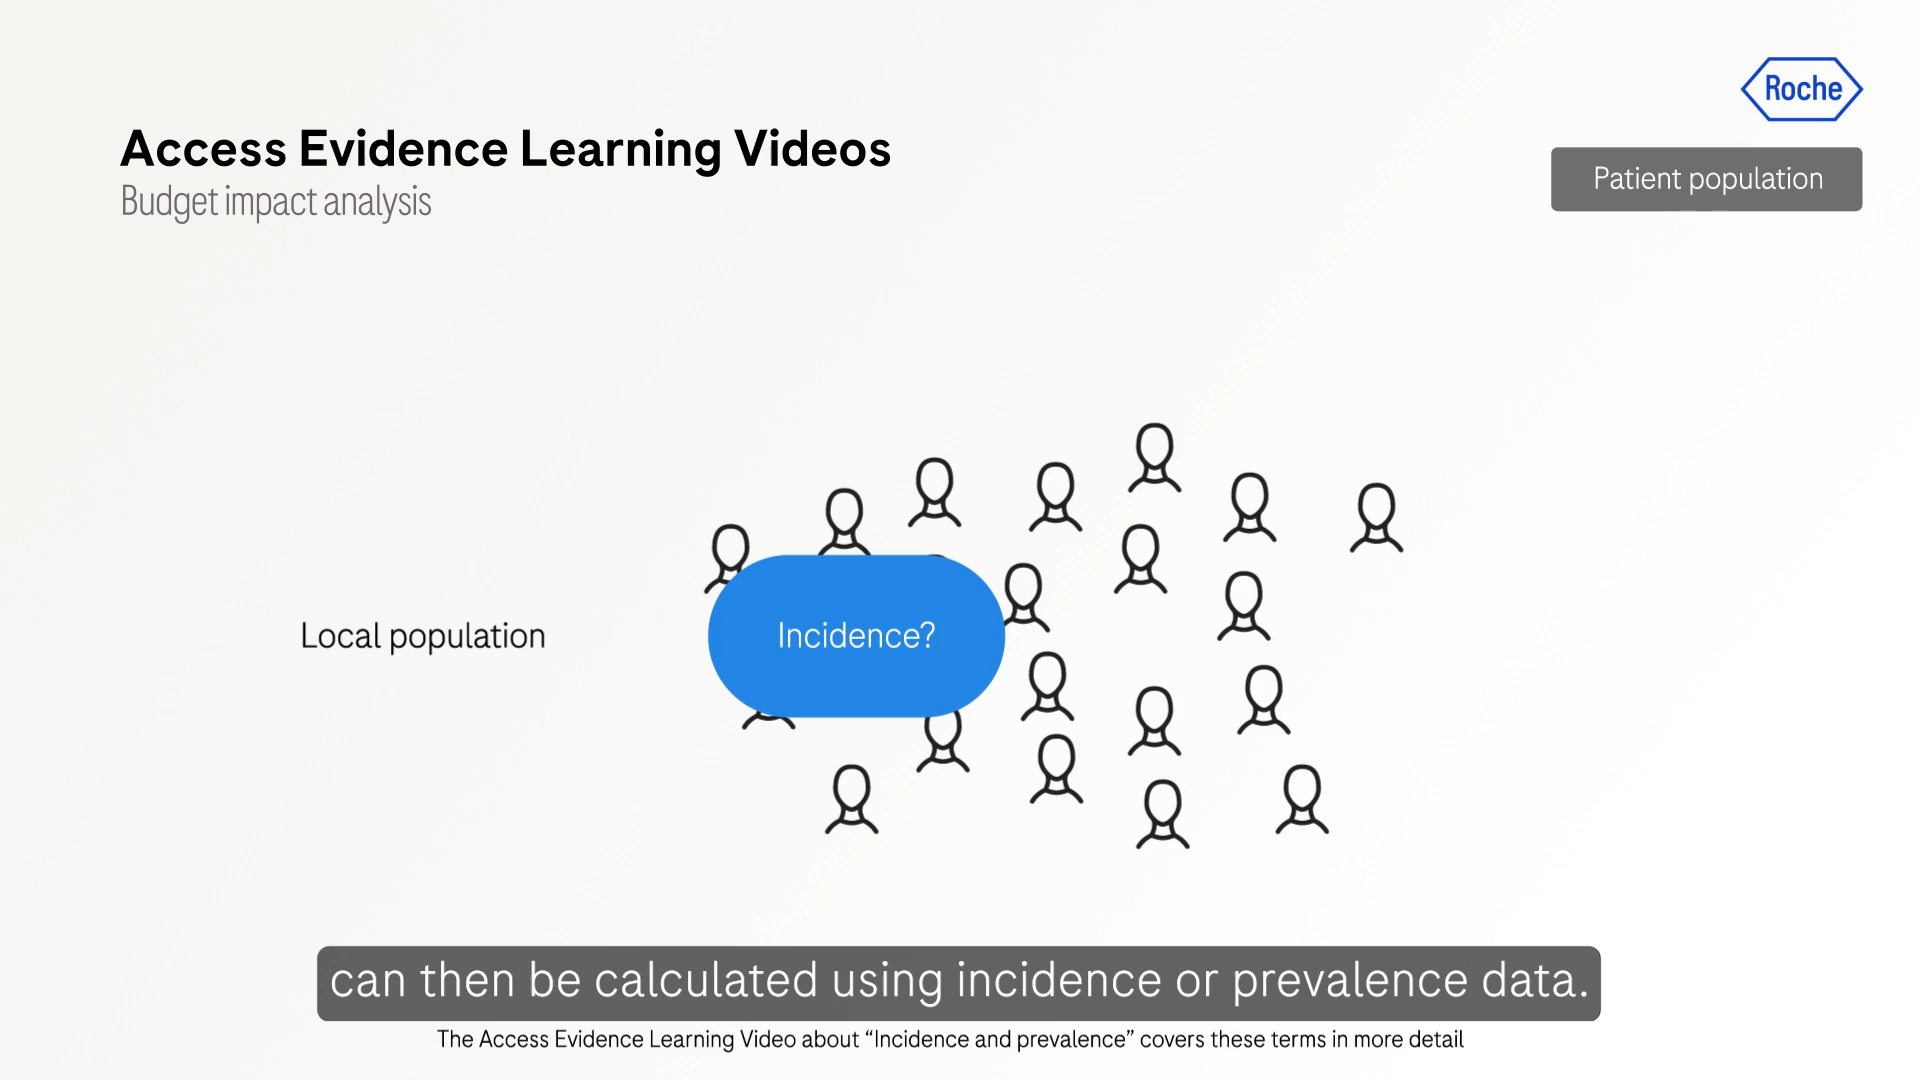 Roche
Access Evidence Learning Videos
Budget impact analysis
Patient population
Local population
Incidence?
can then be calculated using incidence or prevalence data.
The Access Evidence Learning Video about “Incidence and prevalence” covers these terms in more detail